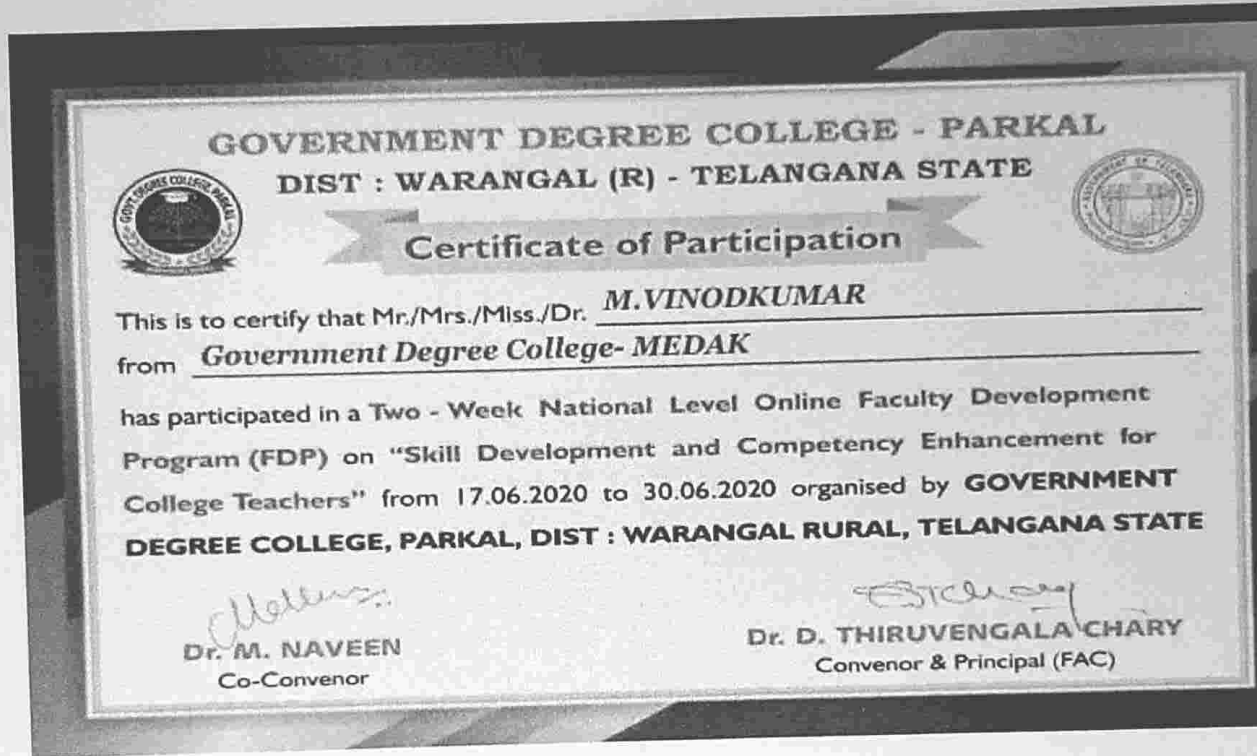 GOVERNMENT DEGREE COLLEGE - PARKAL
DIST : WARANGAL (R) - TELANGANA STATE
GOVT. DEGREE COLLEGE, PARKAL
Certificate of Participation
This is to certify that Mr./Mrs./Miss./Dr. M.VINODKUMAR
from Government Degree College- MEDAK
has participated in a Two - Week National Level Online Faculty Development
Program (FDP) on “Skill Development and Competency Enhancement for
College Teachers” from 17.06.2020 to 30.06.2020 organised by GOVERNMENT
DEGREE COLLEGE, PARKAL, DIST : WARANGAL RURAL, TELANGANA STATE
Dr. M. NAVEEN
Co-Convenor
Dr. D. THIRUVENGALA CHARY
Convenor & Principal (FAC)